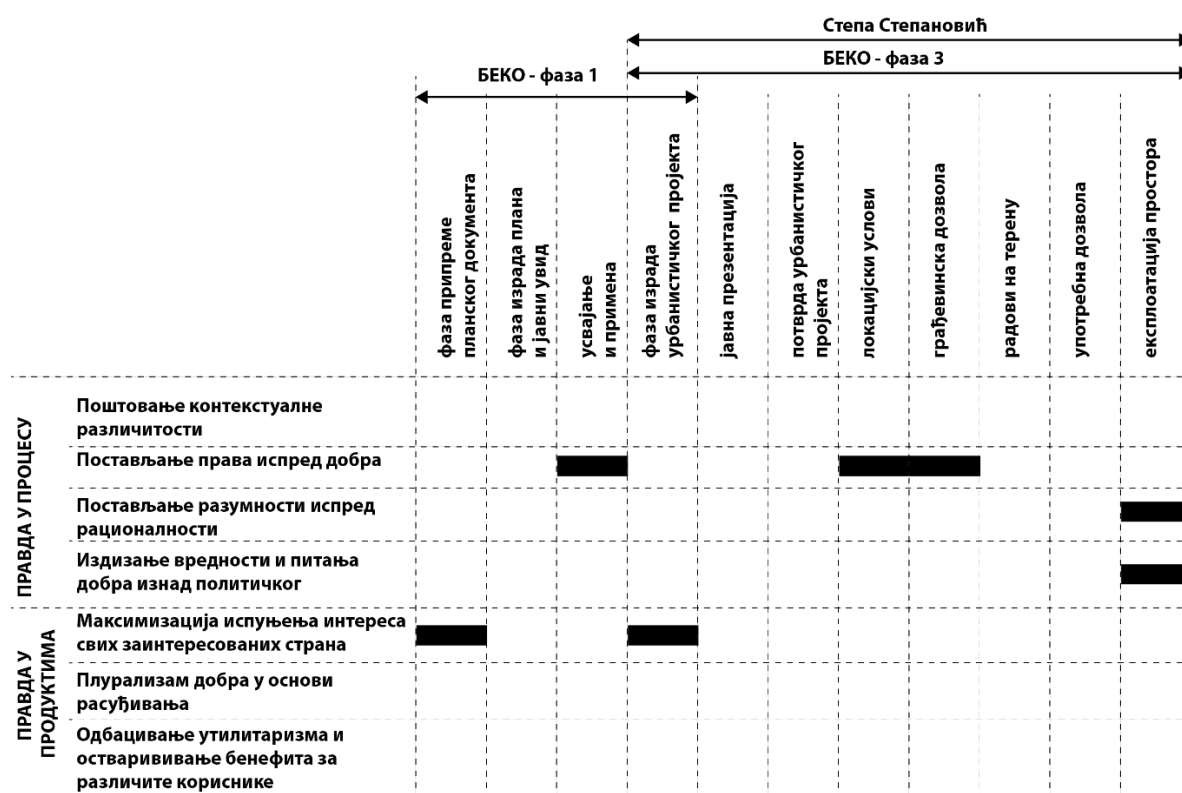 Степа Степановић
БЕКО - фаза 3
БЕКО - фаза 1
фаза припреме
планског документа
фаза израда плана
и јавни увид
усвајање
и примена
фаза израда
урбанистичког пројекта
јавна презентација
потврда урбанистичког
пројекта
локацијски услови
грађевинска дозвола
радови на терену
употребна дозвола
експлоатација простора
ПРАВДА У ПРОЦЕСУ
Поштовање контекстуалне
различитости
Постављање права испред добра
Постављање разумности испред
рационалности
Издизање вредности и питања
добра изнад политичког
ПРАВДА У
ПРОДУКТИМА
Максимизација испуњења интереса
свих заинтересованих страна
Плурализам добра у основи
расуђивања
Одбацивање утилитаризма и
остварививање бенефита за
различите кориснике